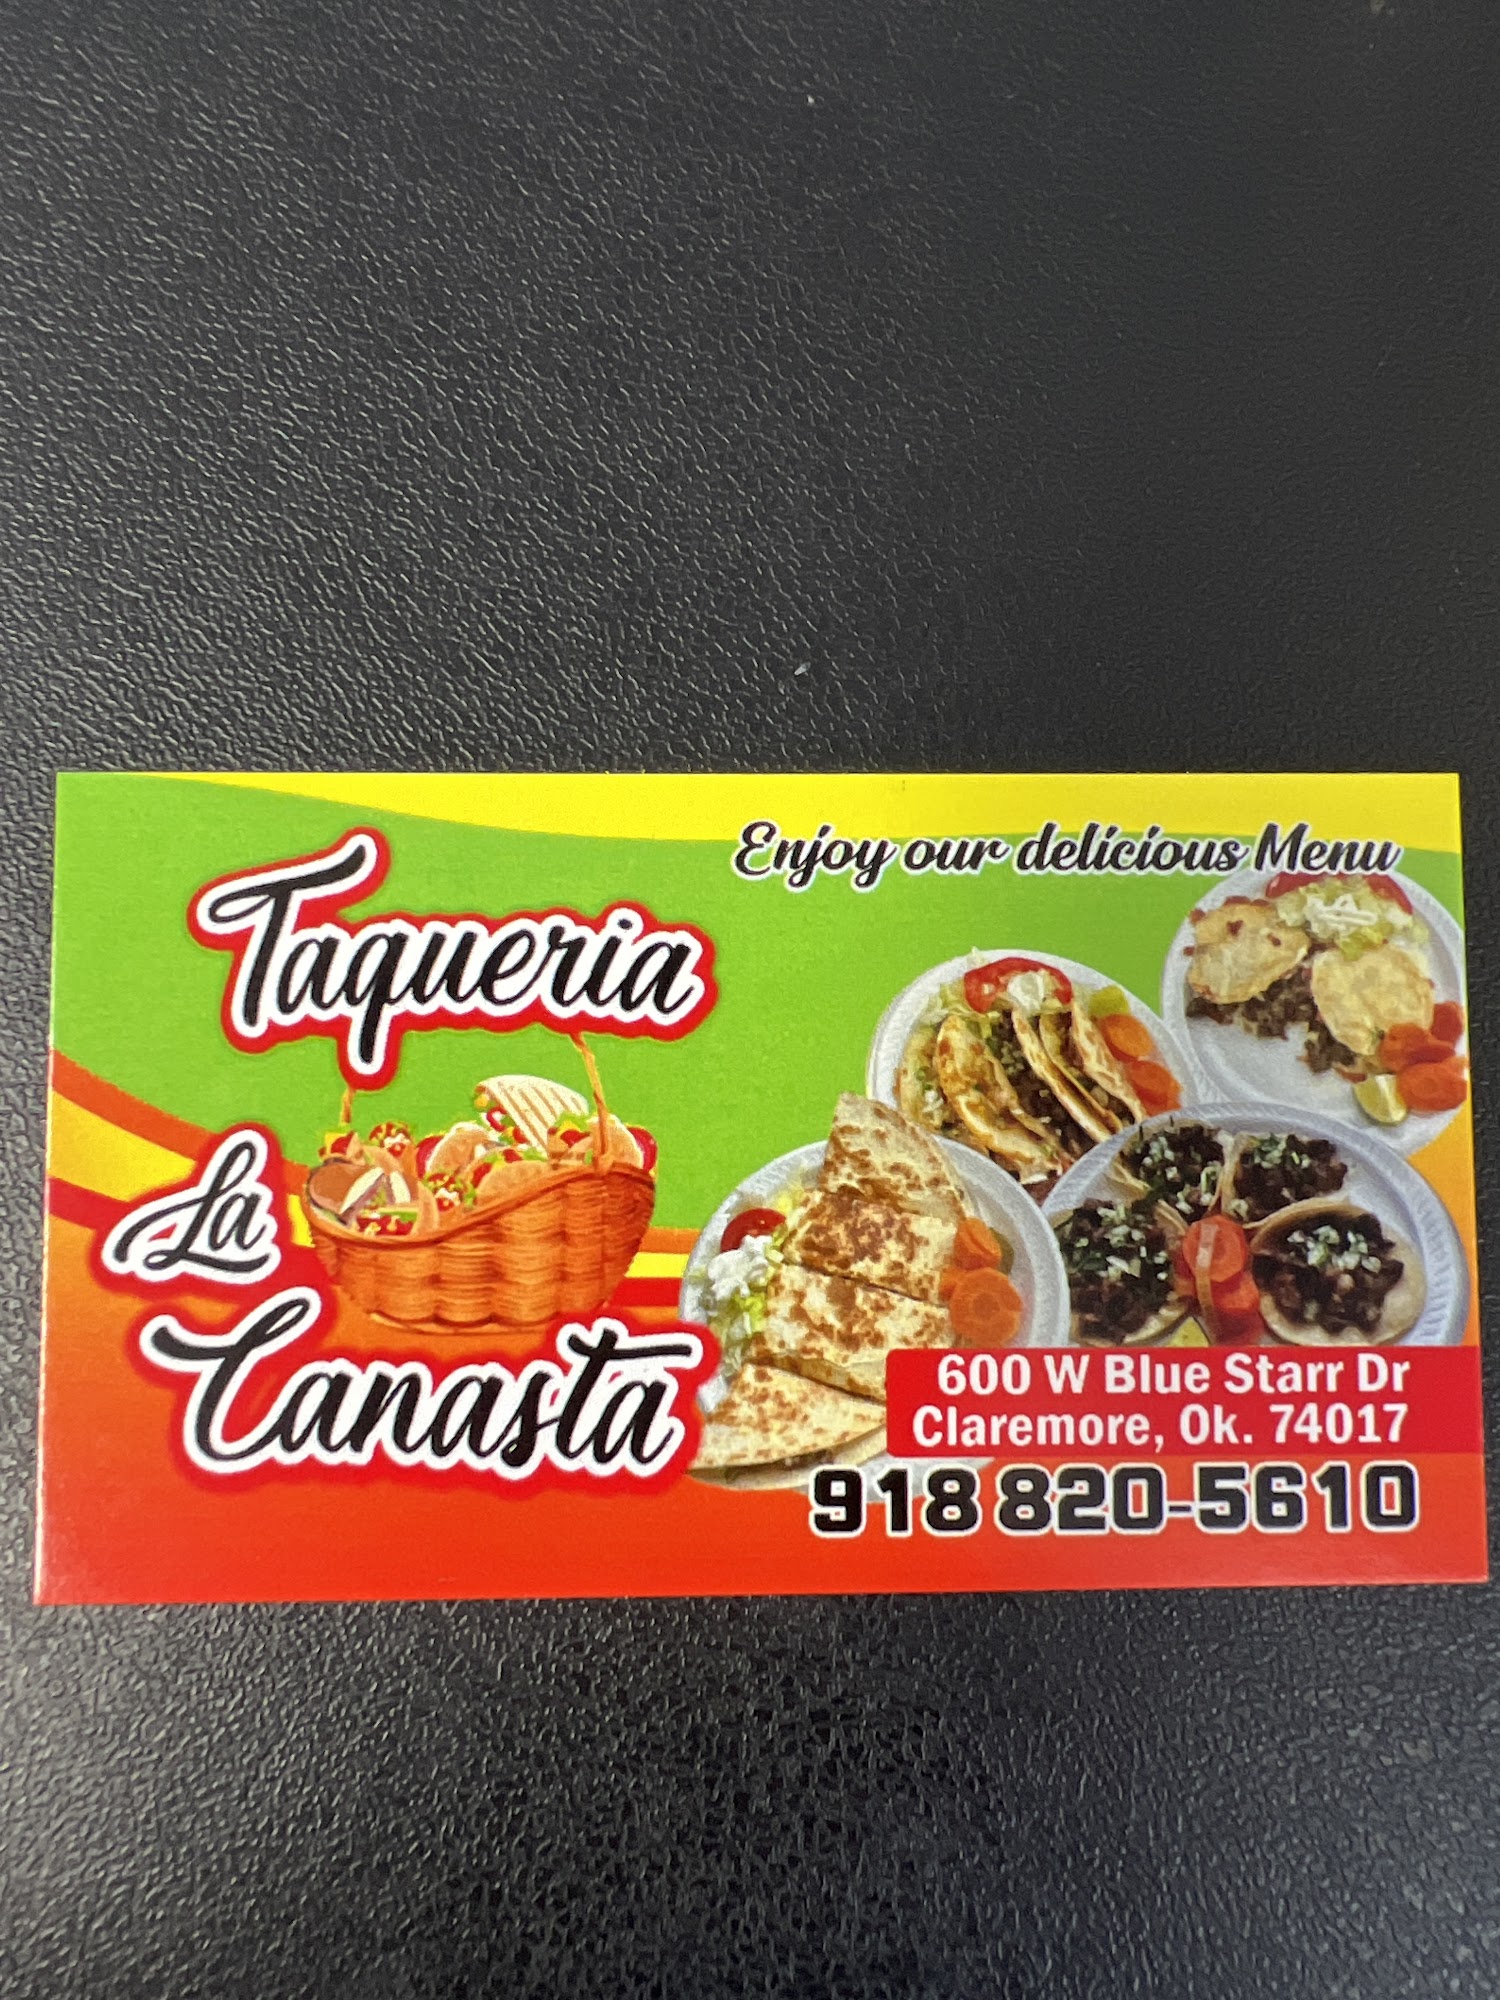 Taqueria
La
Canasta
Enjoy our delicious Menu
600 W Blue Starr Dr
Claremore, Ok. 74017
918 820-5610